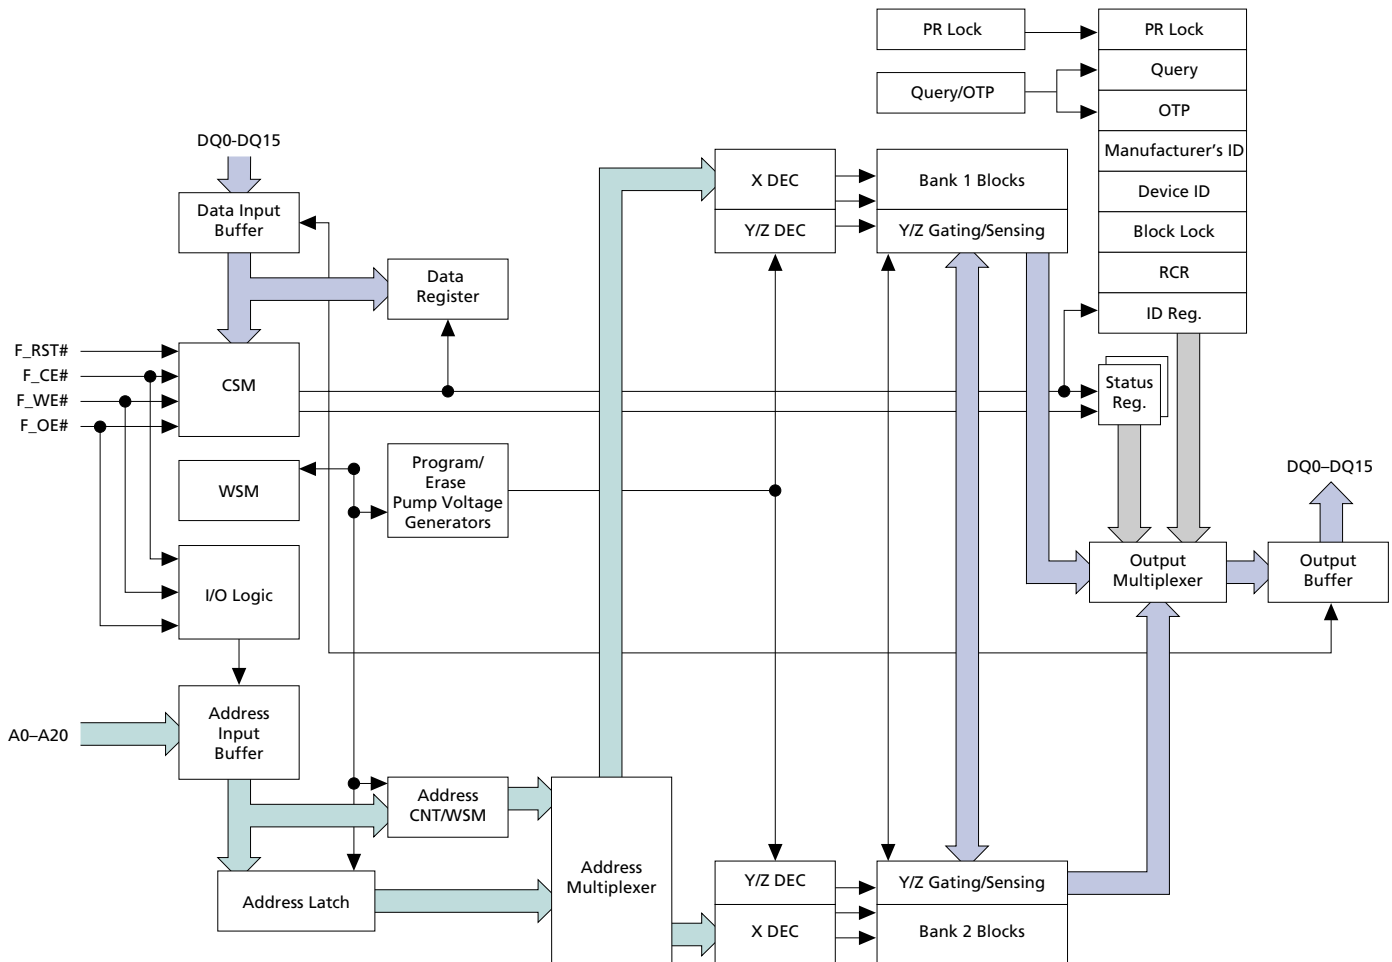 PR Lock
PR Lock
Query/OTP
Query
OTP
Manufacturer's ID
Device ID
Block Lock
RCR
ID Reg.
DQ0-DQ15
Data Input
Buffer
Data
Register
X DEC
Y/Z DEC
Bank 1 Blocks
Y/Z Gating/Sensing
F_RST#
F_CE#
F_WE#
F_OE#
CSM
Status
Reg.
WSM
Program/
Erase
Pump Voltage
Generators
DQ0–DQ15
Output
Multiplexer
Output
Buffer
I/O Logic
A0–A20
Address
Input
Buffer
Address
CNT/WSM
Address Latch
Address
Multiplexer
Y/Z DEC
X DEC
Y/Z Gating/Sensing
Bank 2 Blocks